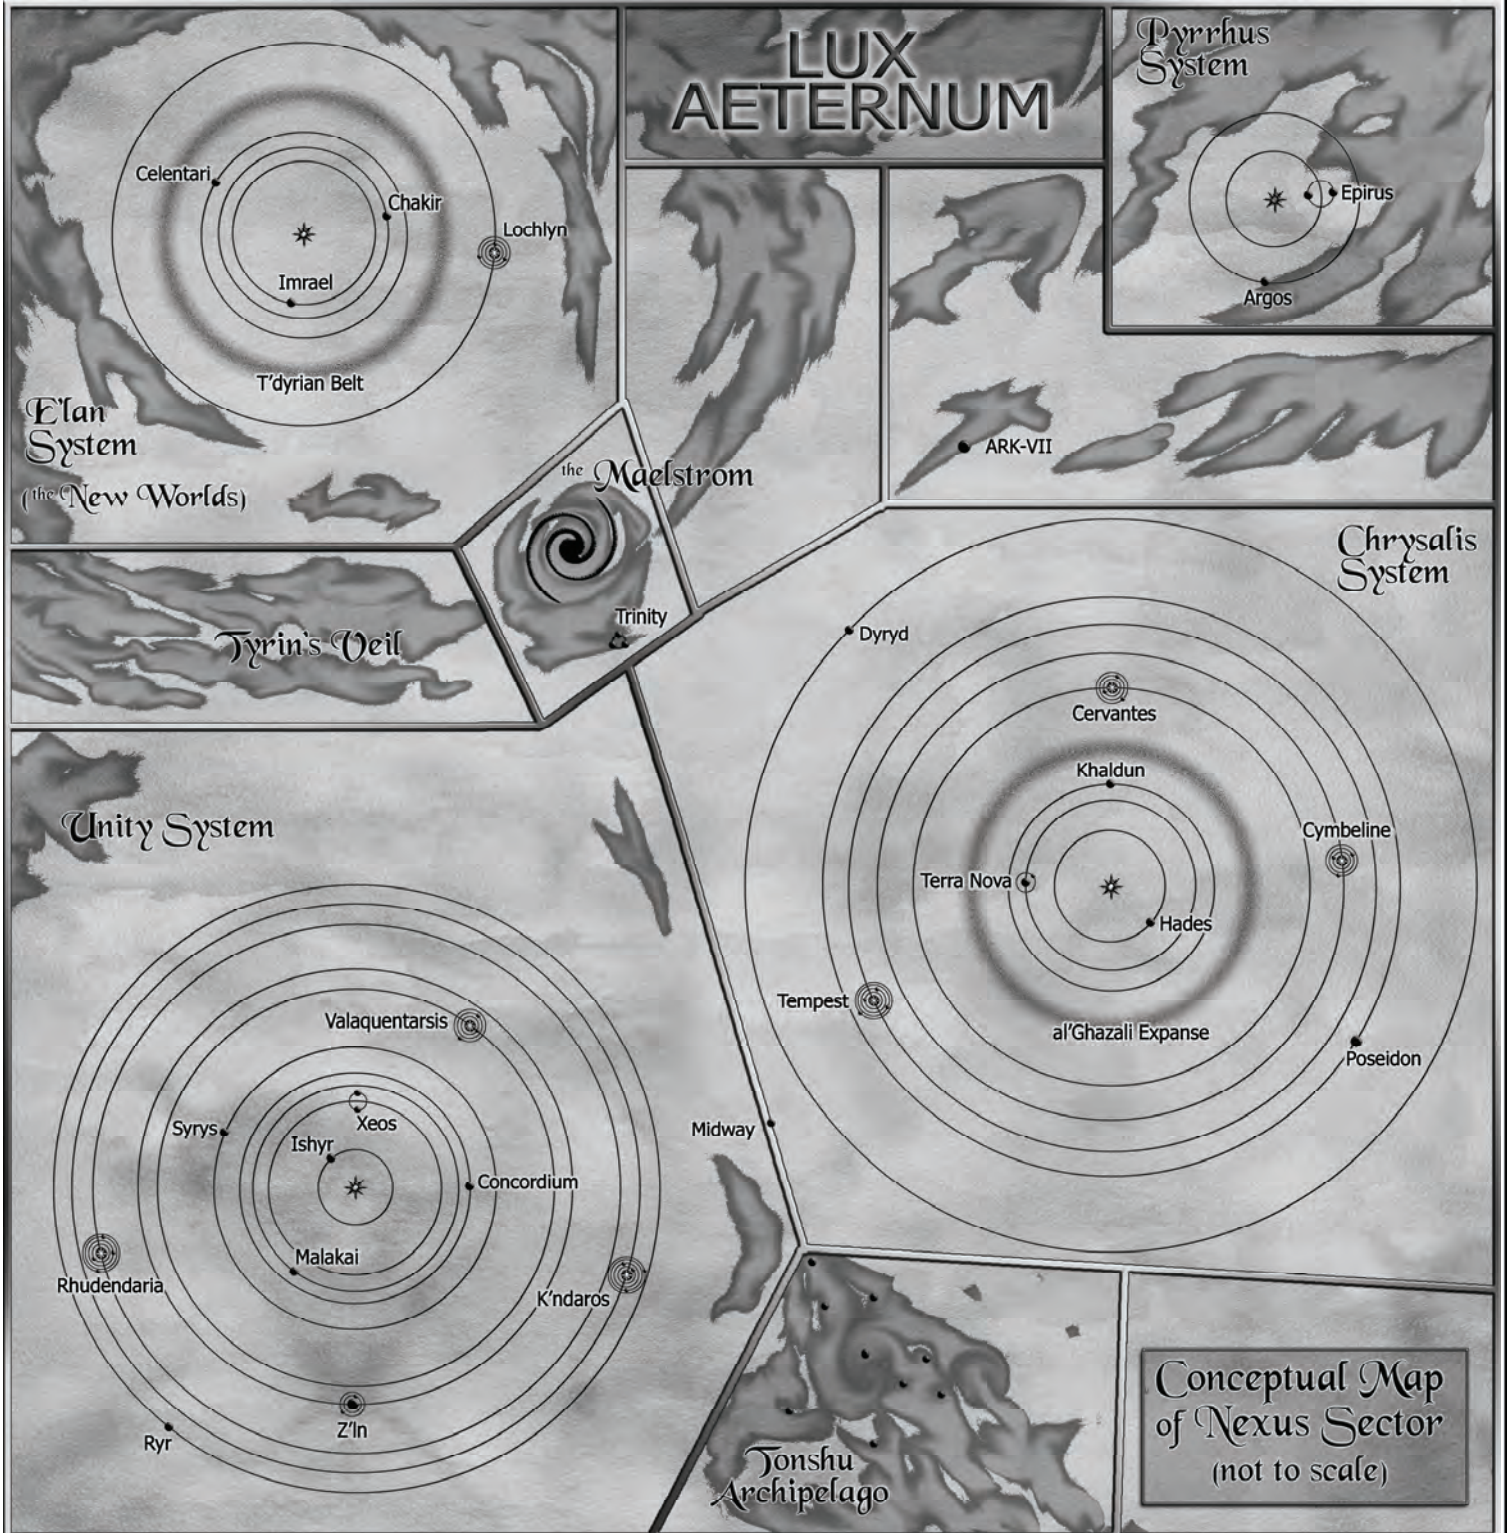 LUX
AETERNUM
Pyrrhus
System
Epirus
Argos
Celentari
Chakir
Lochlyn
Imrael
T'dyrian Belt
E'lan
System
(the New Worlds)
ARK-VII
the Maelstrom
Trinity
Tyrin's Veil
Chrysalis
System
Dyryd
Cervantes
Khaldun
Cymbeline
Terra Nova
Hades
Tempest
al'Ghazali Expanse
Poseidon
Unity System
Valaquentarsis
Syrys
Xeos
Ishyr
Concordium
Malakai
Rhudendaria
K'ndaros
Z'ln
Ryr
Midway
Tonshu
Archipelago
Conceptual Map
of Nexus Sector
(not to scale)